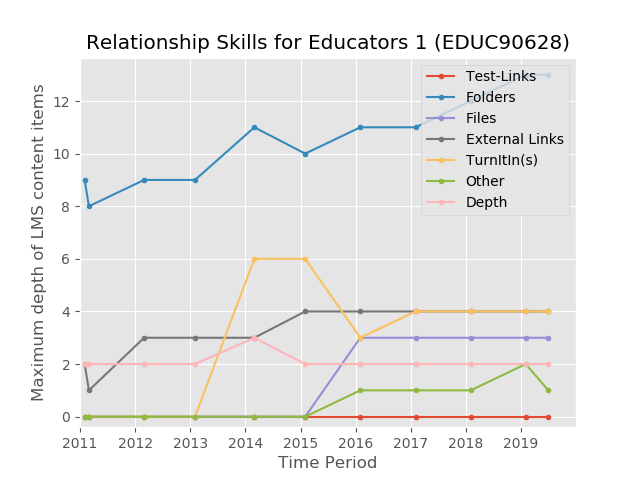 Relationship Skills for Educators 1 (EDUC90628)
Maximum depth of LMS content items
12
10
8
6
4
2
0
Test-Links
Folders
Files
External Links
TurnItIn(s)
Other
Depth
2011 2012 2013 2014 2015 2016 2017 2018 2019
Time Period